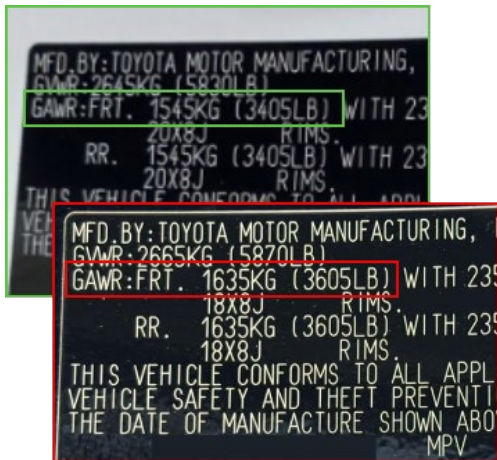 MFD.BY:TOYOTA MOTOR MANUFACTURING,
GVWR:2645KG (5830LB)
GAWR:FRT. 1545KG (3405LB) WITH 23
20X8J RIMS.
RR. 1545KG (3405LB) WITH 23
20X8J RIMS.
THIS VEHICLE CONFORMS TO ALL APPL
THE
MFD.BY:TOYOTA MOTOR MANUFACTURING,
GVWR:2665KG (5870LB)
GAWR:FRT. 1635KG (3605LB) WITH 235
18X8J RIMS.
RR. 1635KG (3605LB) WITH 235
18X8J RIMS.
THIS VEHICLE CONFORMS TO ALL APPL
VEHICLE SAFETY AND THEFT PREVENTI
THE DATE OF MANUFACTURE SHOWN ABO
MPV